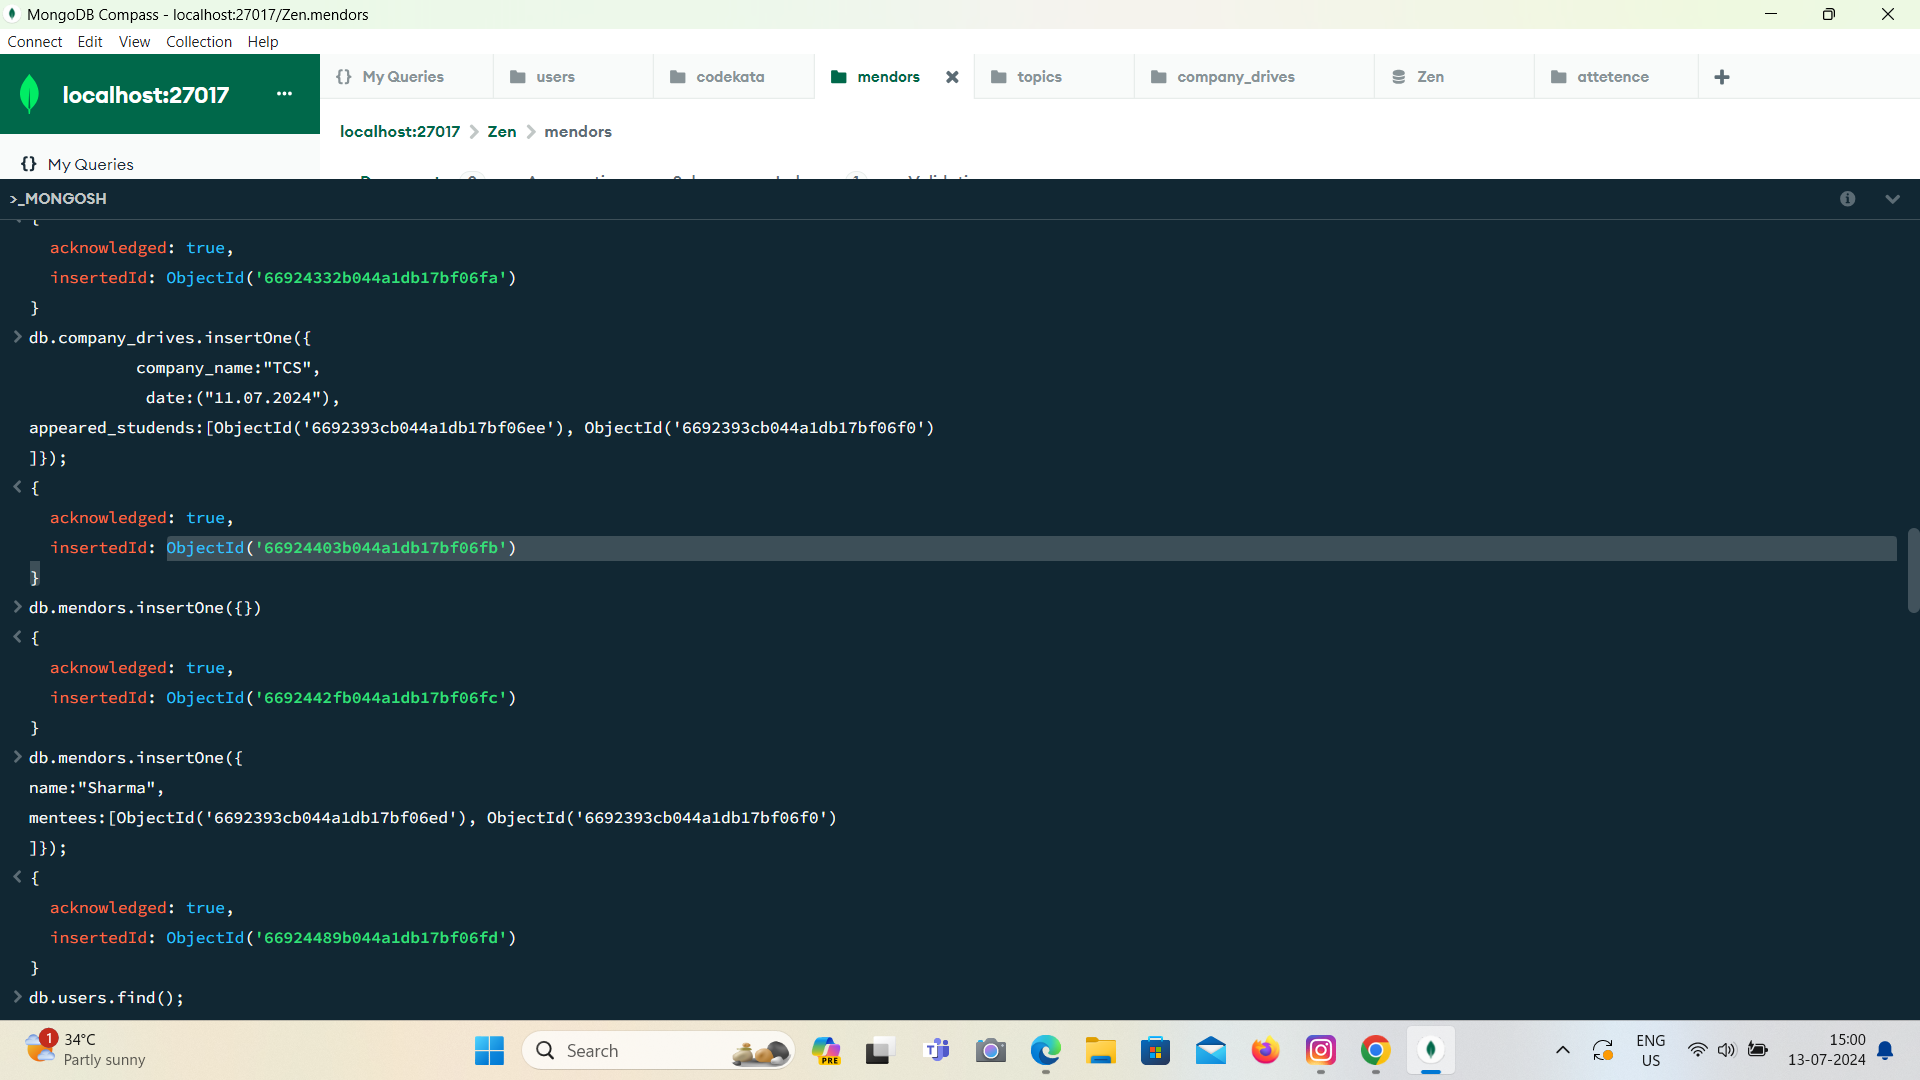 MongoDB Compass - localhost:27017/Zen.mendors
Connect Edit View Collection Help
localhost:27017 ...
{} My Queries users codekata mendors topics company_drives Zen attetence
localhost:27017 > Zen > mendors
{} My Queries
>_MONGOSH
{
acknowledged: true,
insertedId: ObjectId('66924332b044a1db17bf06fa')
}
> db.company_drives.insertOne({
company_name:"TCS",
date:("11.07.2024"),
appeared_studends:[ObjectId('6692393cb044a1db17bf06ee'), ObjectId('6692393cb044a1db17bf06f0')
]});
< {
acknowledged: true,
insertedId: ObjectId('66924403b044a1db17bf06fb')
}
> db.mendors.insertOne({})
< {
acknowledged: true,
insertedId: ObjectId('6692442fb044a1db17bf06fc')
}
> db.mendors.insertOne({
name:"Sharma",
mentees:[ObjectId('6692393cb044a1db17bf06ed'), ObjectId('6692393cb044a1db17bf06f0')
]});
< {
acknowledged: true,
insertedId: ObjectId('66924489b044a1db17bf06fd')
}
> db.users.find();
1
34°C
Partly sunny
Search
PRE
ENG
US
15:00
13-07-2024